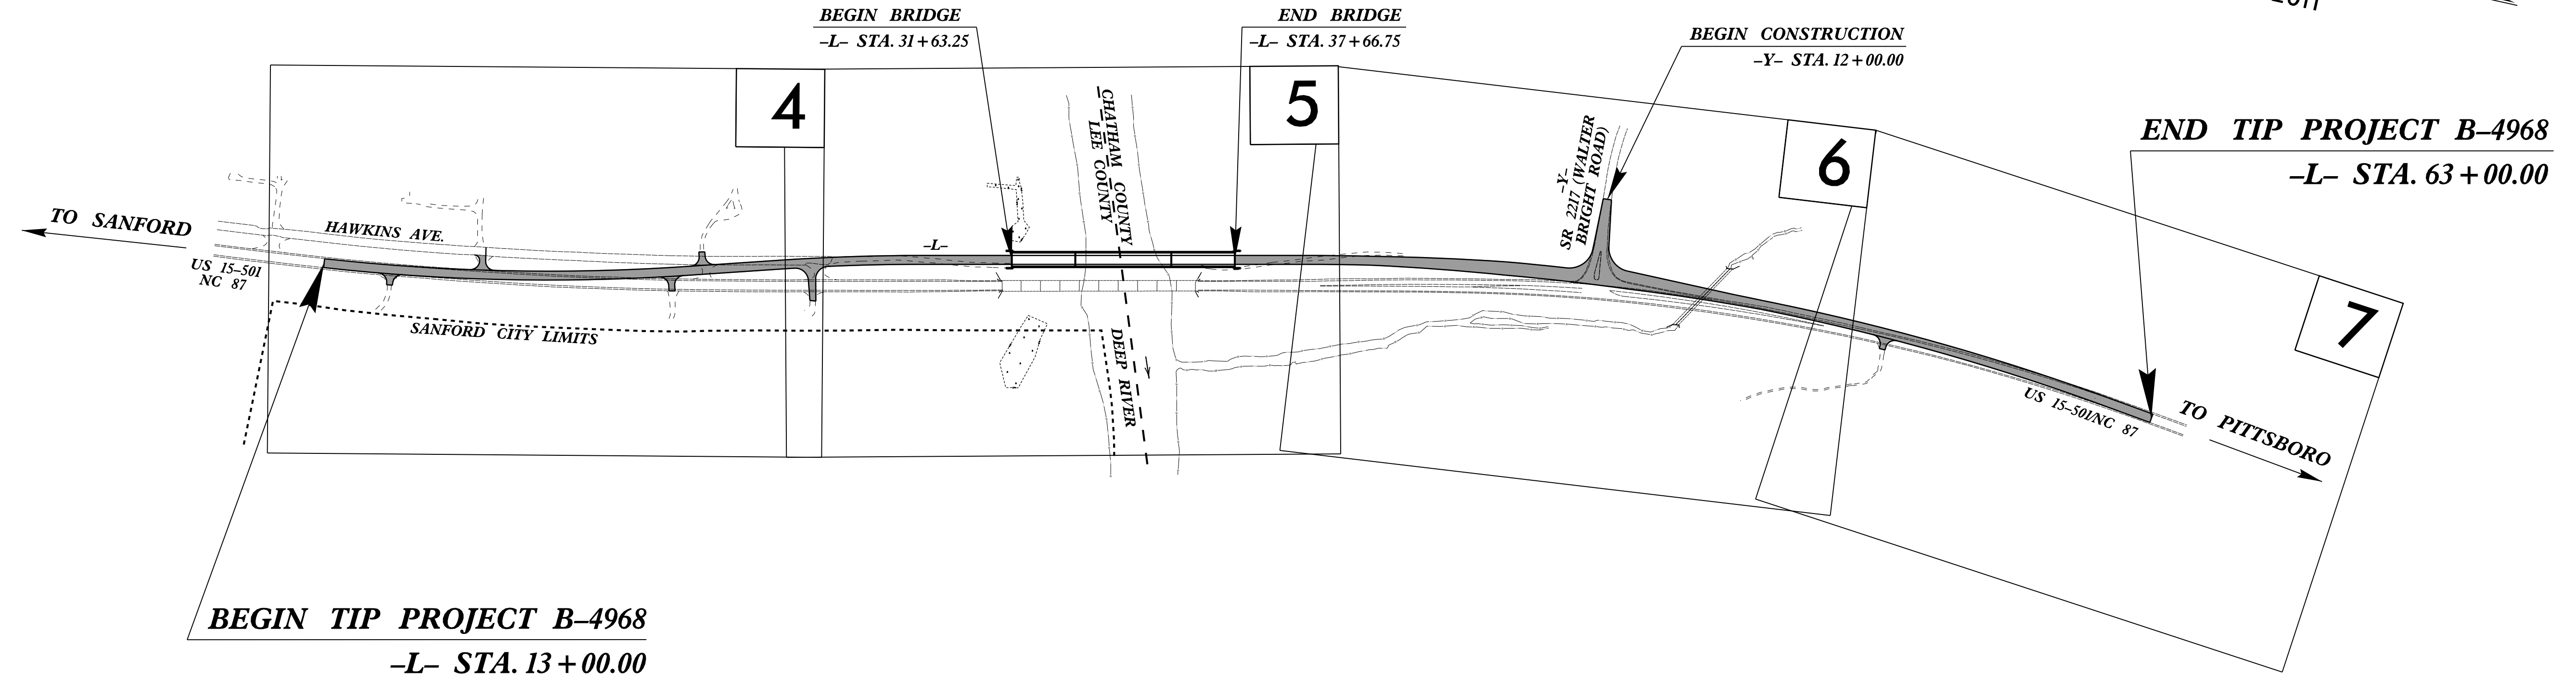 BEGIN BRIDGE
–L– STA. 31+63.25
END BRIDGE
–L– STA. 37+66.75
BEGIN CONSTRUCTION
–Y– STA. 12+00.00
4
5
6
7
END TIP PROJECT B–4968
–L– STA. 63+00.00
CHATHAM COUNTY
LEE COUNTY
–Y–
SR 2217 (WALTER
BRIGHT ROAD)
TO SANFORD
HAWKINS AVE.
–L–
US 15–501
NC 87
SANFORD CITY LIMITS
DEEP RIVER
US 15–501/NC 87
TO PITTSBORO
BEGIN TIP PROJECT B–4968
–L– STA. 13+00.00